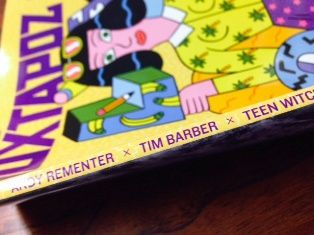 UXTAPOZ
ANDY REMENTER × TIM BARBER × TEEN WITCH